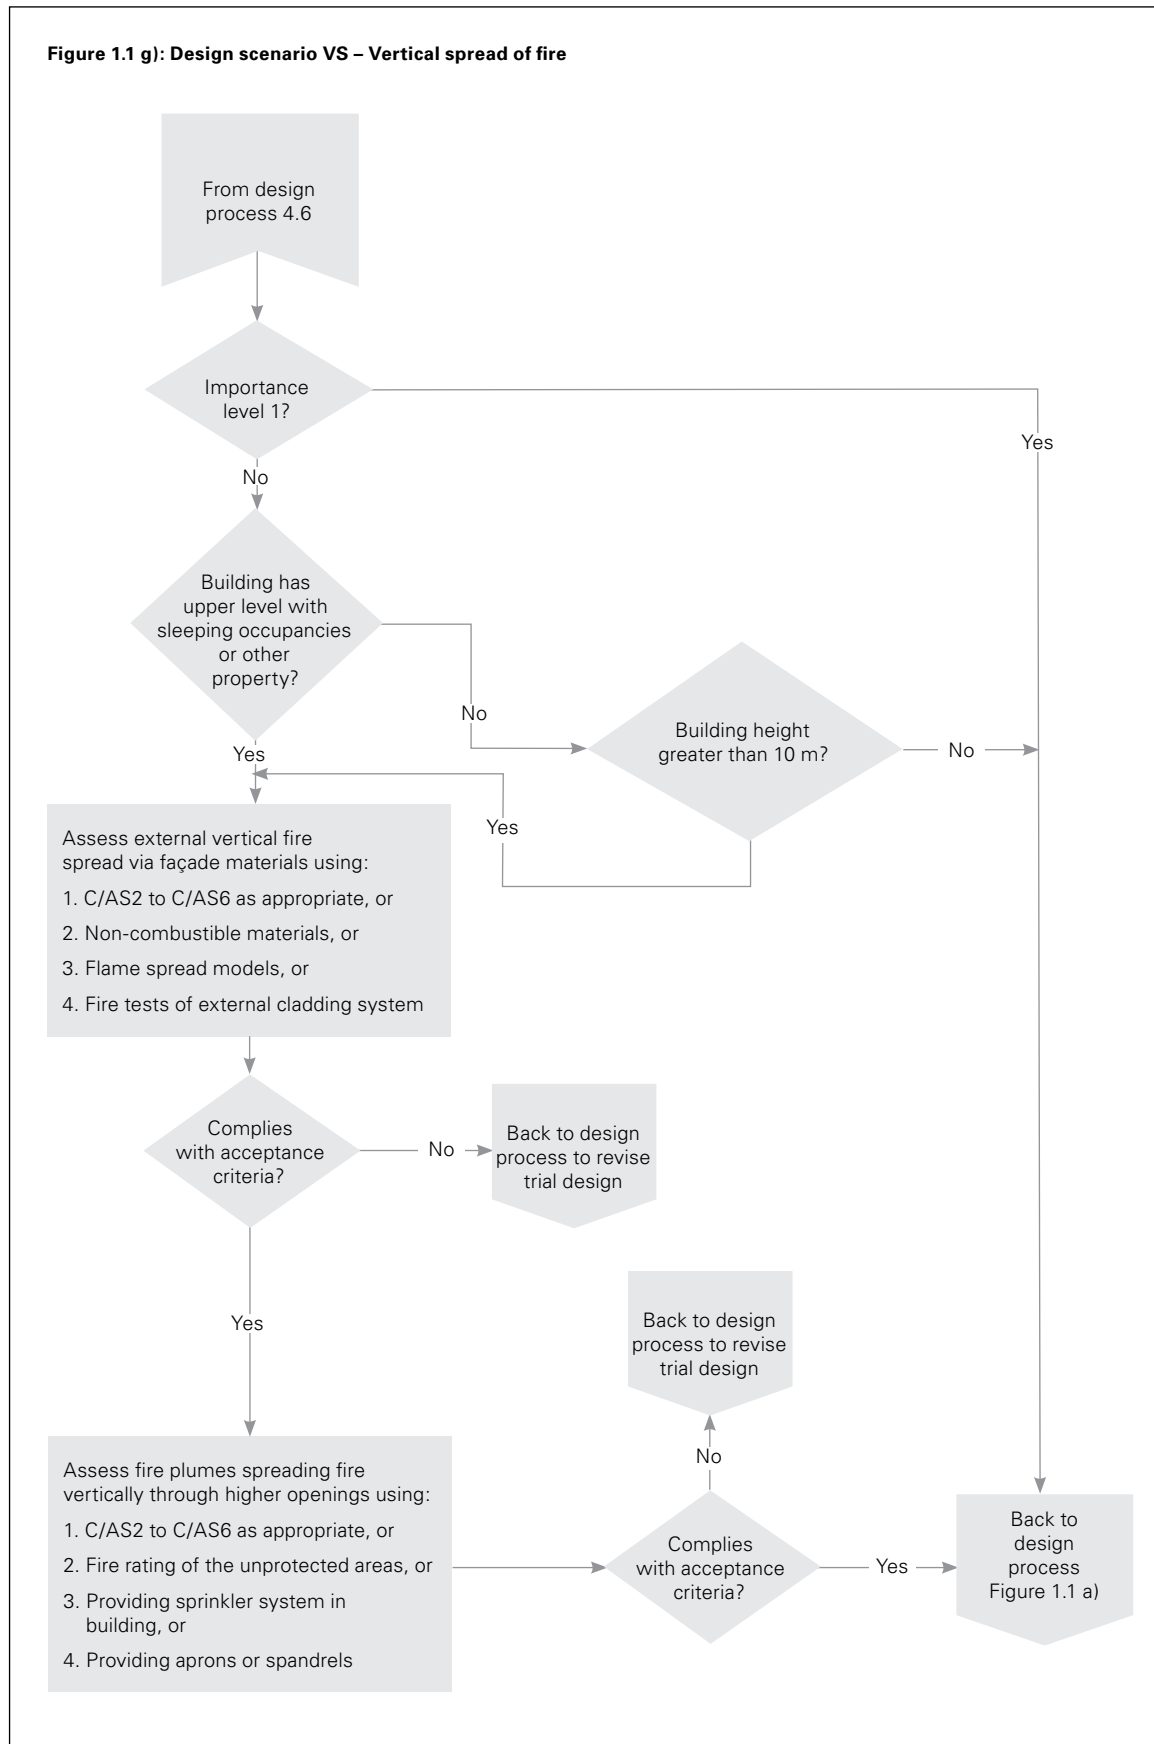 Figure 1.1 g): Design scenario VS – Vertical spread of fire
From design
process 4.6
Importance
level 1?
Yes
No
Building has
upper level with
sleeping occupancies
or other
property?
No
Building height
greater than 10 m?
No
Yes
Yes
Assess external vertical fire
spread via façade materials using:
1. C/AS2 to C/AS6 as appropriate, or
2. Non-combustible materials, or
3. Flame spread models, or
4. Fire tests of external cladding system
Complies
with acceptance
criteria?
No
Back to design
process to revise
trial design
Yes
Assess fire plumes spreading fire
vertically through higher openings using:
1. C/AS2 to C/AS6 as appropriate, or
2. Fire rating of the unprotected areas, or
3. Providing sprinkler system in
building, or
4. Providing aprons or spandrels
Complies
with acceptance
criteria?
No
Back to design
process to revise
trial design
Yes
Back to
design
process
Figure 1.1 a)